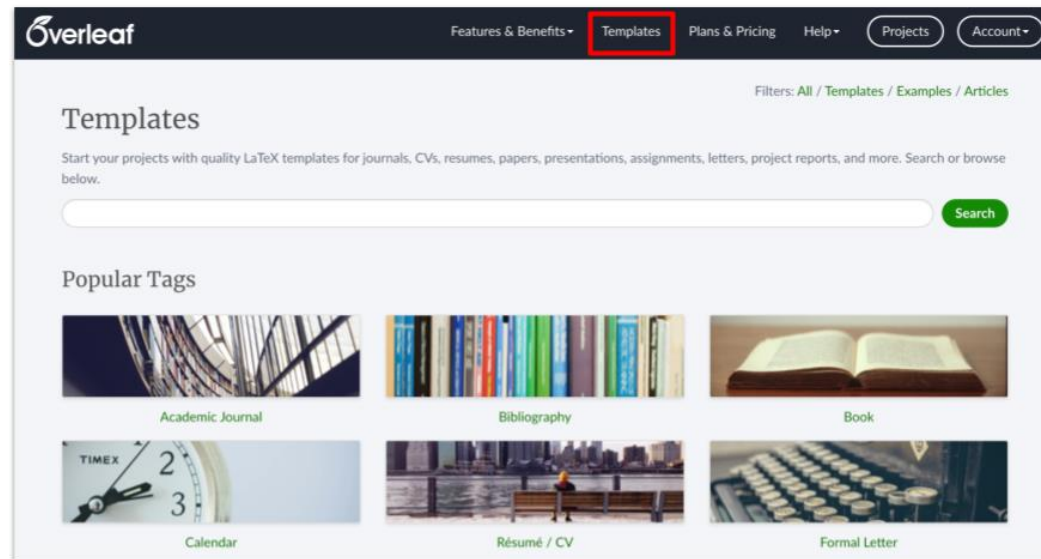 Overleaf
Features & Benefits Templates Plans & Pricing Help Projects Account
Filters: All / Templates / Examples / Articles
Templates
Start your projects with quality LaTeX templates for journals, CVs, resumes, papers, presentations, assignments, letters, project reports, and more. Search or browse
below.
Search
Popular Tags
Academic Journal Bibliography Book
TIMEX 2 3
Calendar Résumé / CV Formal Letter